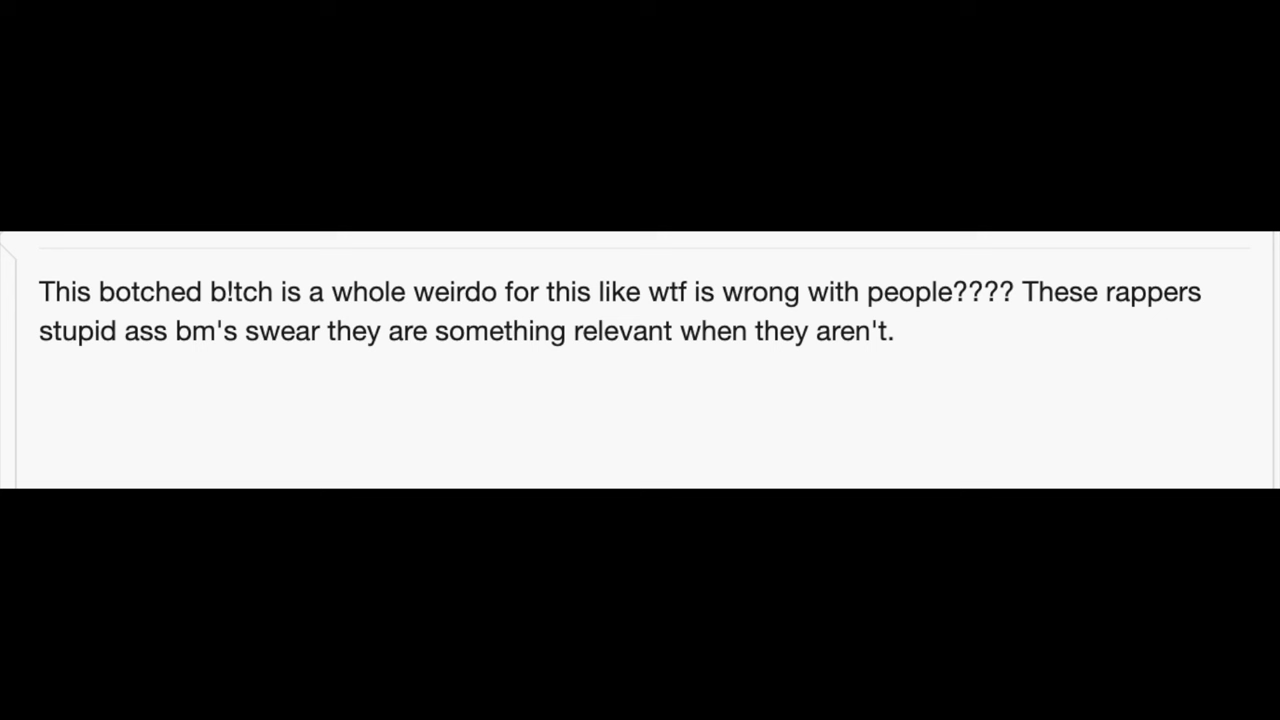 This botched b!tch is a whole weirdo for this like wtf is wrong with people???? These rappers
stupid ass bm's swear they are something relevant when they aren't.